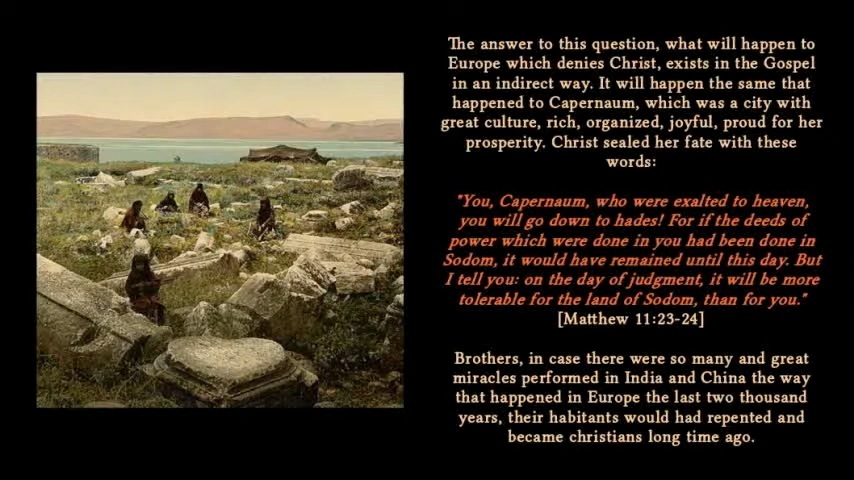 The answer to this question, what will happen to
Europe which denies Christ, exists in the Gospel
in an indirect way. It will happen the same that
happened to Capernaum, which was a city with
great culture, rich, organized, joyful, proud for her
prosperity. Christ sealed her fate with these
words:
"You, Capernaum, who were exalted to heaven,
you will go down to hades! For if the deeds of
power which were done in you had been done in
Sodom, it would have remained until this day. But
I tell you: on the day of judgment, it will be more
tolerable for the land of Sodom, than for you."
[Matthew 11:23-24]
Brothers, in case there were so many and great
miracles performed in India and China the way
that happened in Europe the last two thousand
years, their habitants would had repented and
became christians long time ago.